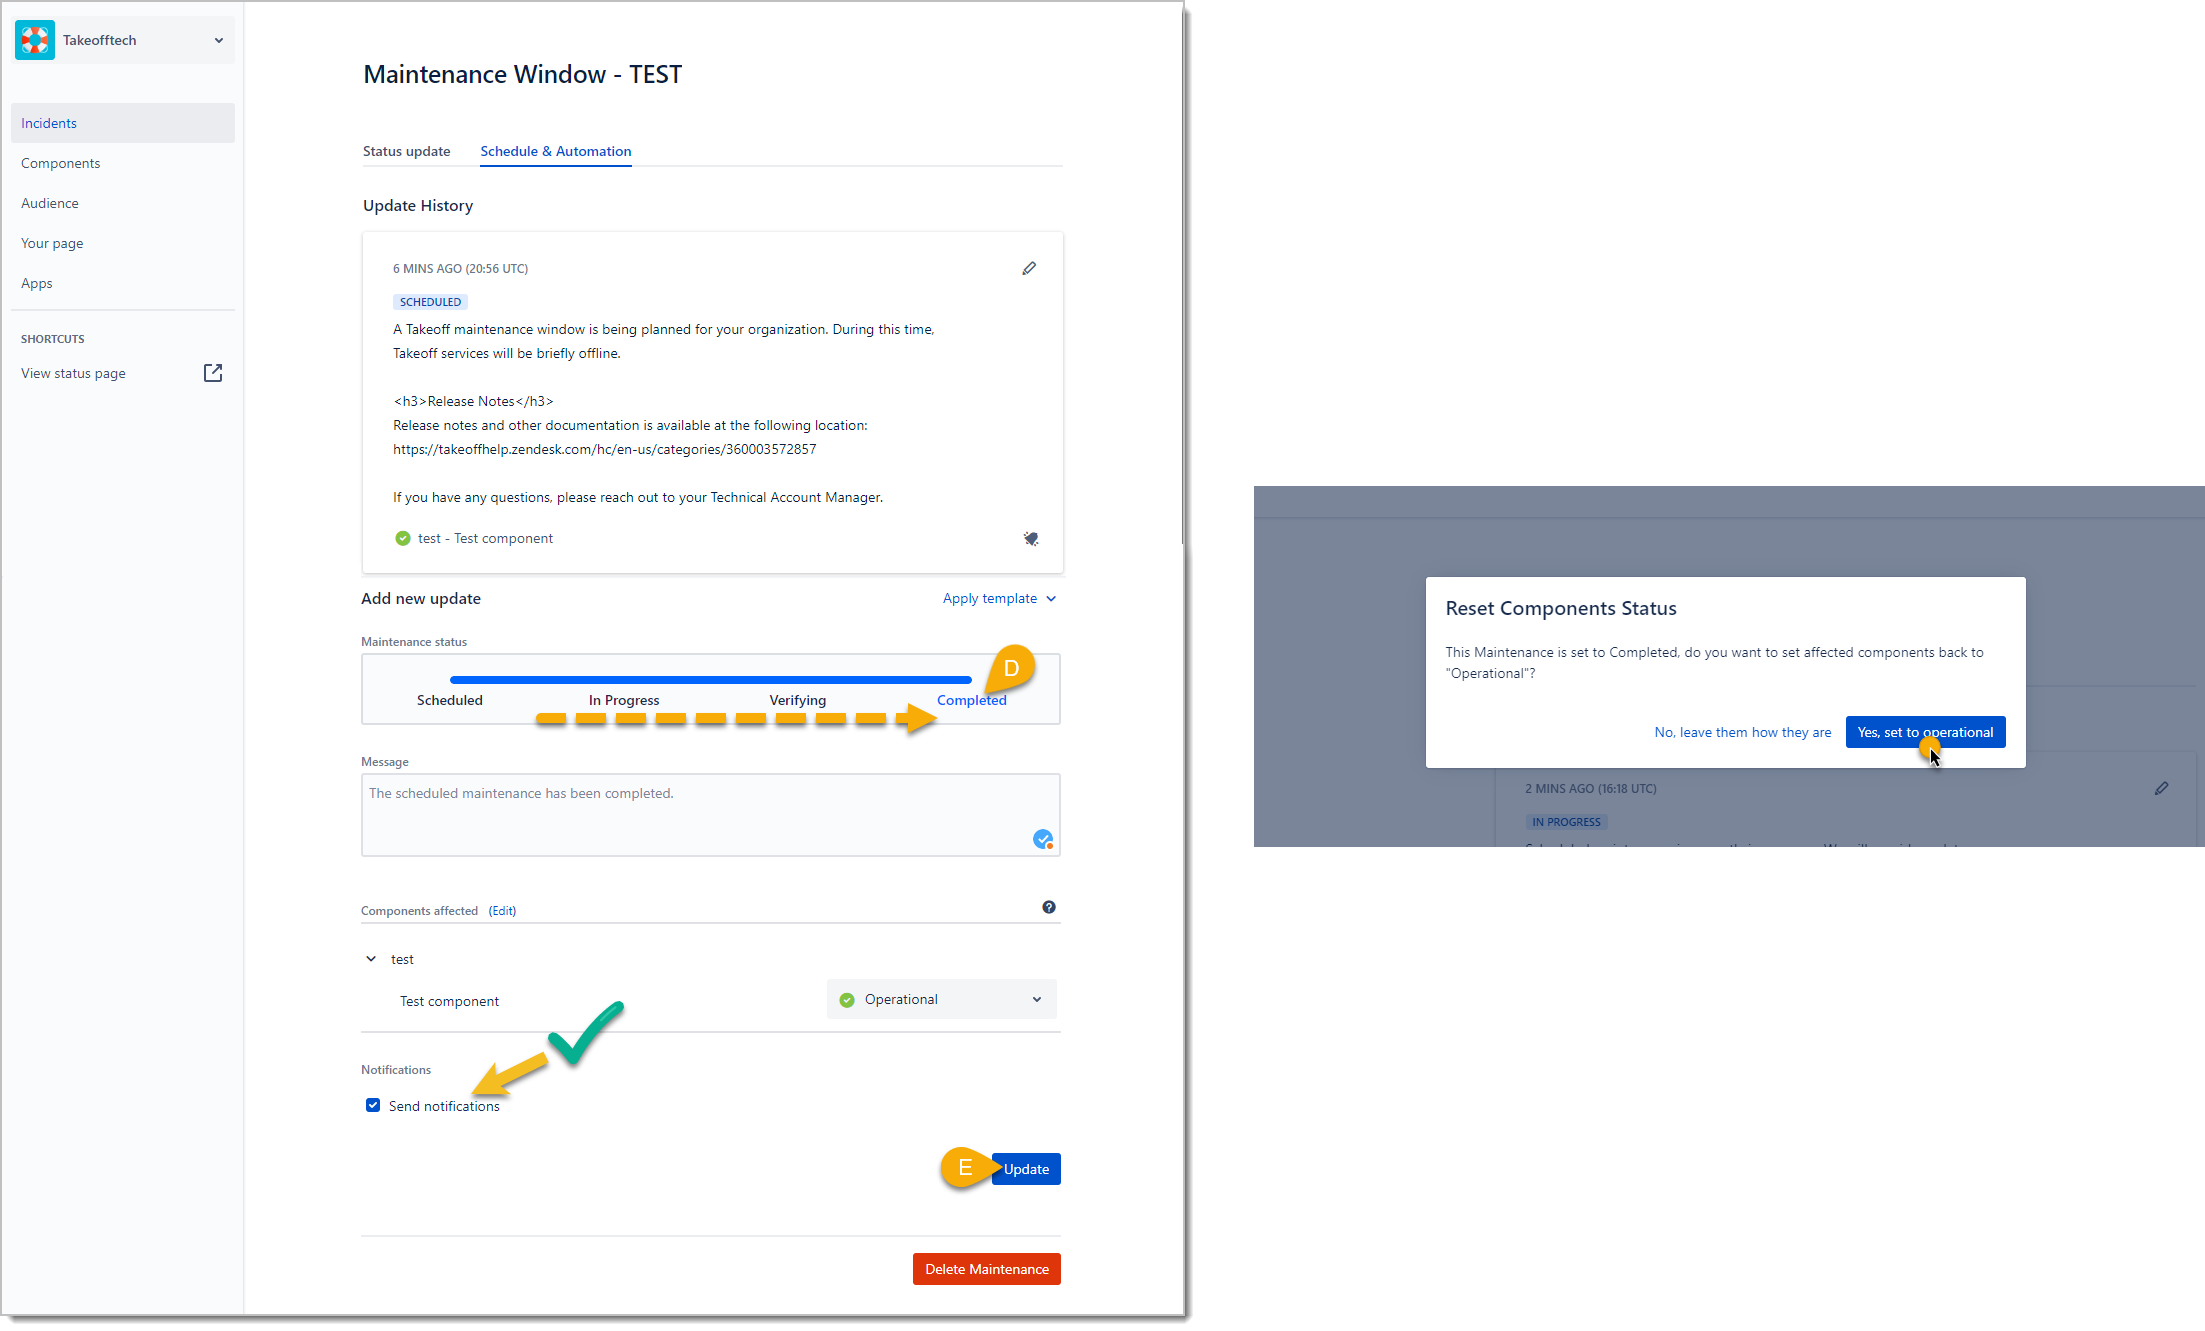 Takeofftech
Incidents
Components
Audience
Your page
Apps
SHORTCUTS
View status page
Maintenance Window - TEST
Status update
Schedule & Automation
Update History
6 MINS AGO (20:56 UTC)
SCHEDULED
A Takeoff maintenance window is being planned for your organization. During this time,
Takeoff services will be briefly offline.
<h3>Release Notes</h3>
Release notes and other documentation is available at the following location:
https://takeoffhelp.zendesk.com/hc/en-us/categories/360003572857
If you have any questions, please reach out to your Technical Account Manager.
test - Test component
Add new update
Apply template
Maintenance status
D
Scheduled
In Progress
Verifying
Completed
Message
The scheduled maintenance has been completed.
Components affected (Edit)
?
test
Test component
Operational
Notifications
Send notifications
E
Update
Delete Maintenance
Reset Components Status
This Maintenance is set to Completed, do you want to set affected components back to
"Operational"?
No, leave them how they are
Yes, set to operational
2 MINS AGO (16:18 UTC)
IN PROGRESS